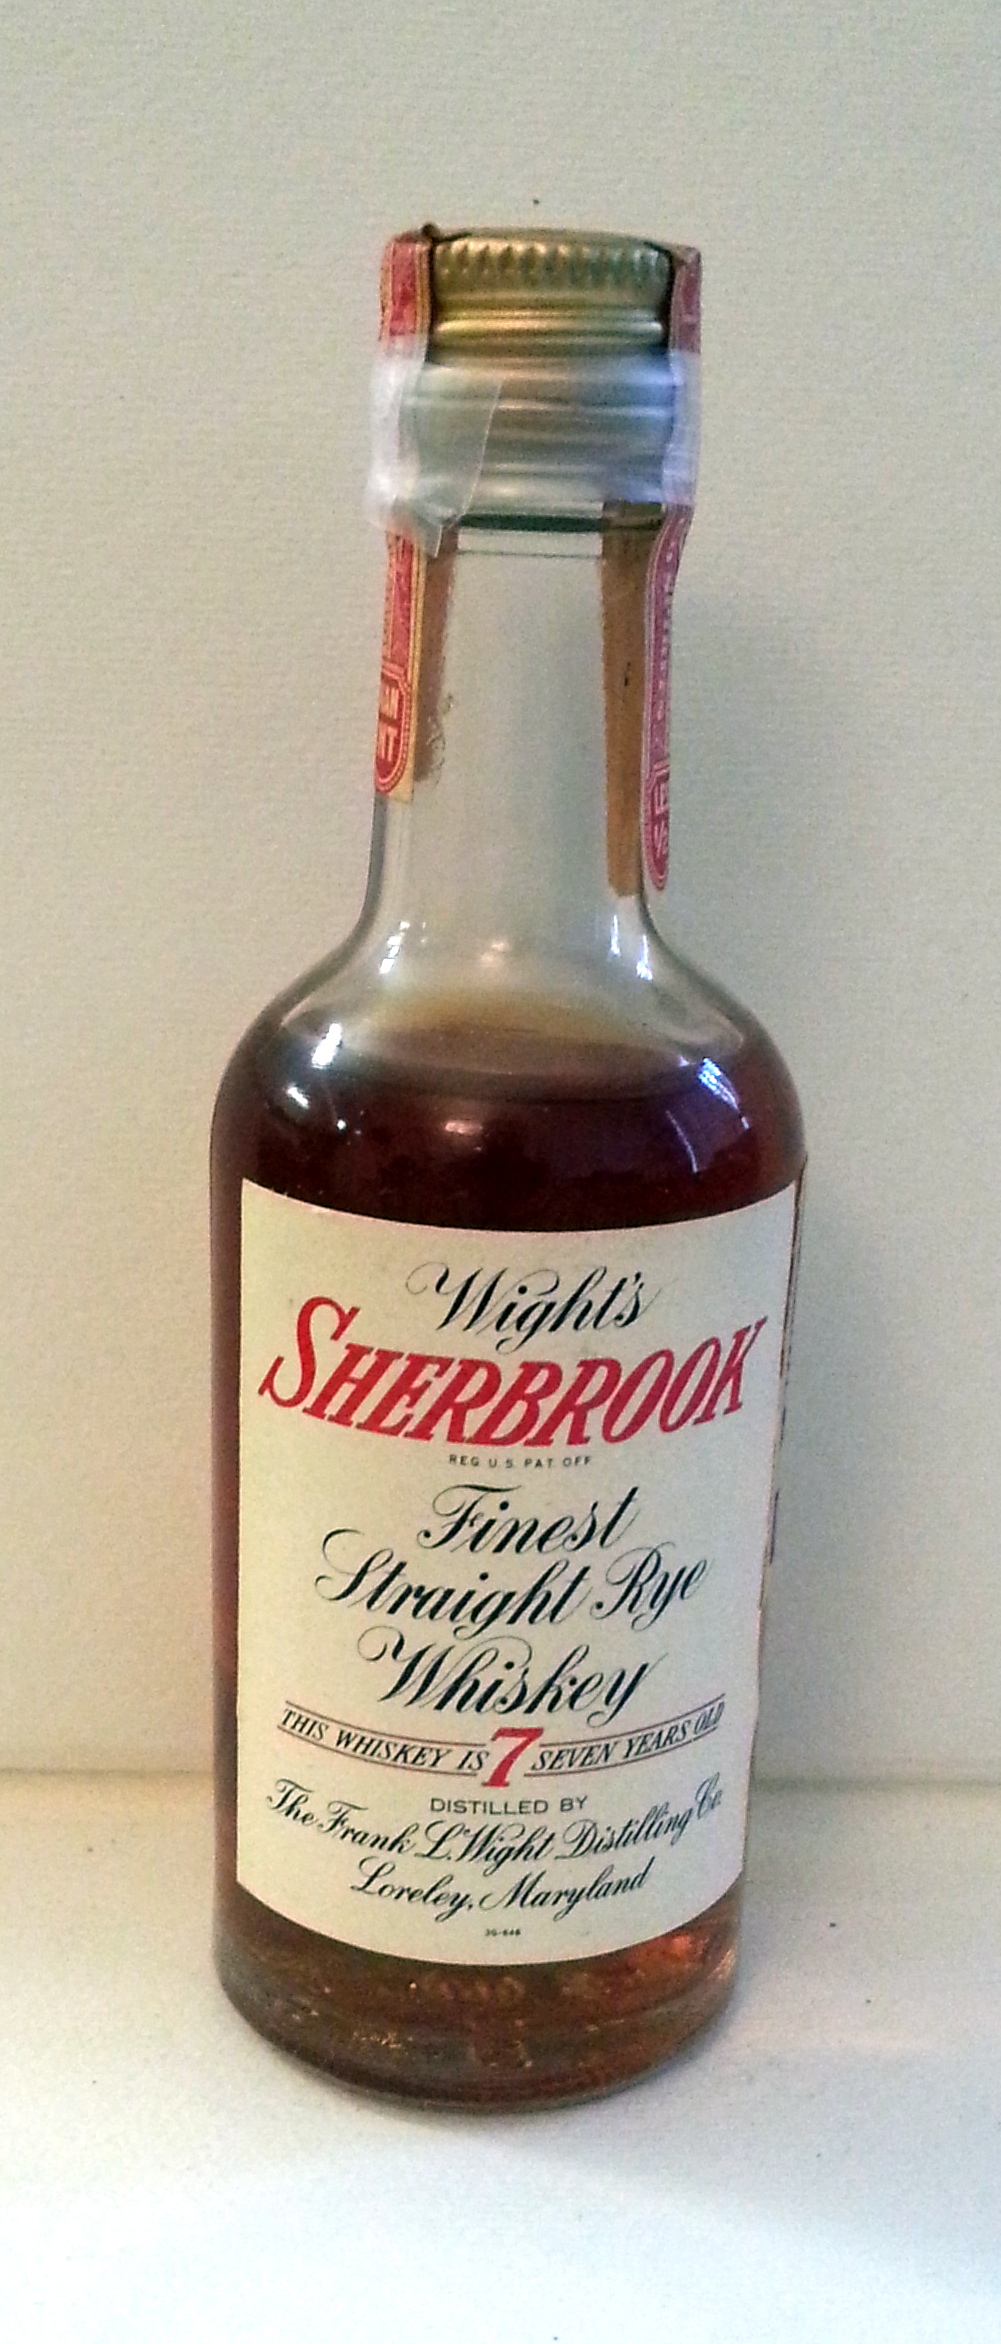 Wight's
SHERBROOK
REG U.S. PAT. OFF
Finest
Straight Rye
Whiskey
THIS WHISKEY IS 7 SEVEN YEARS OLD
DISTILLED BY
The Frank L. Wight Distilling Co.
Loreley, Maryland